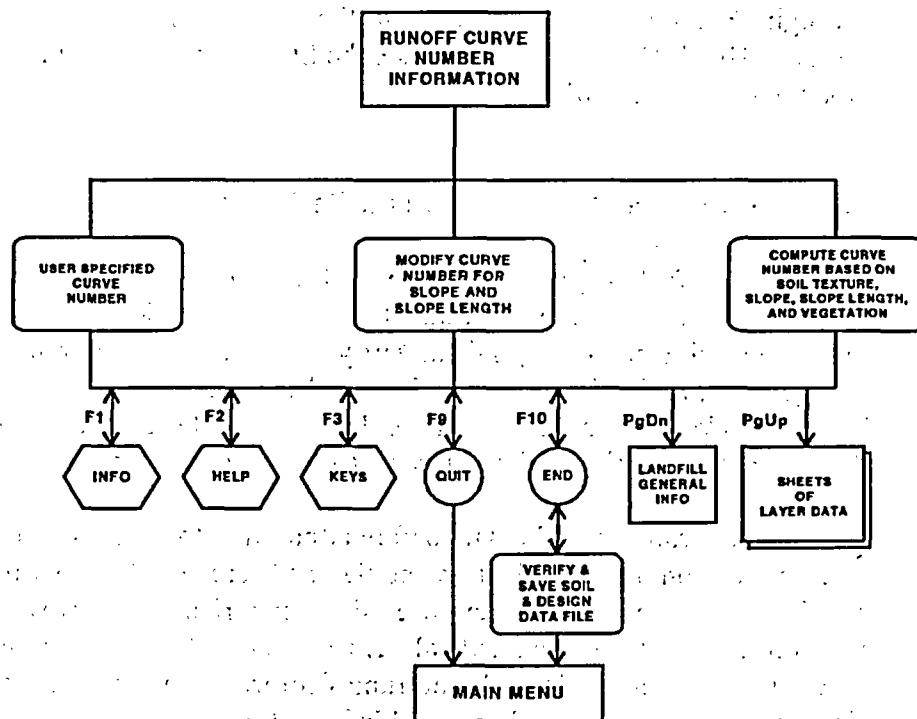 RUNOFF CURVE
NUMBER
INFORMATION
USER SPECIFIED
CURVE
NUMBER
MODIFY CURVE
NUMBER FOR
SLOPE AND
SLOPE LENGTH
COMPUTE CURVE
NUMBER BASED ON
SOIL TEXTURE,
SLOPE, SLOPE LENGTH,
AND VEGETATION
F1
F2
F3
F9
F10
PgDn
PgUp
INFO
HELP
KEYS
QUIT
END
LANDFILL
GENERAL
INFO
SHEETS
OF
LAYER DATA
VERIFY &
SAVE SOIL
& DESIGN
DATA FILE
MAIN MENU